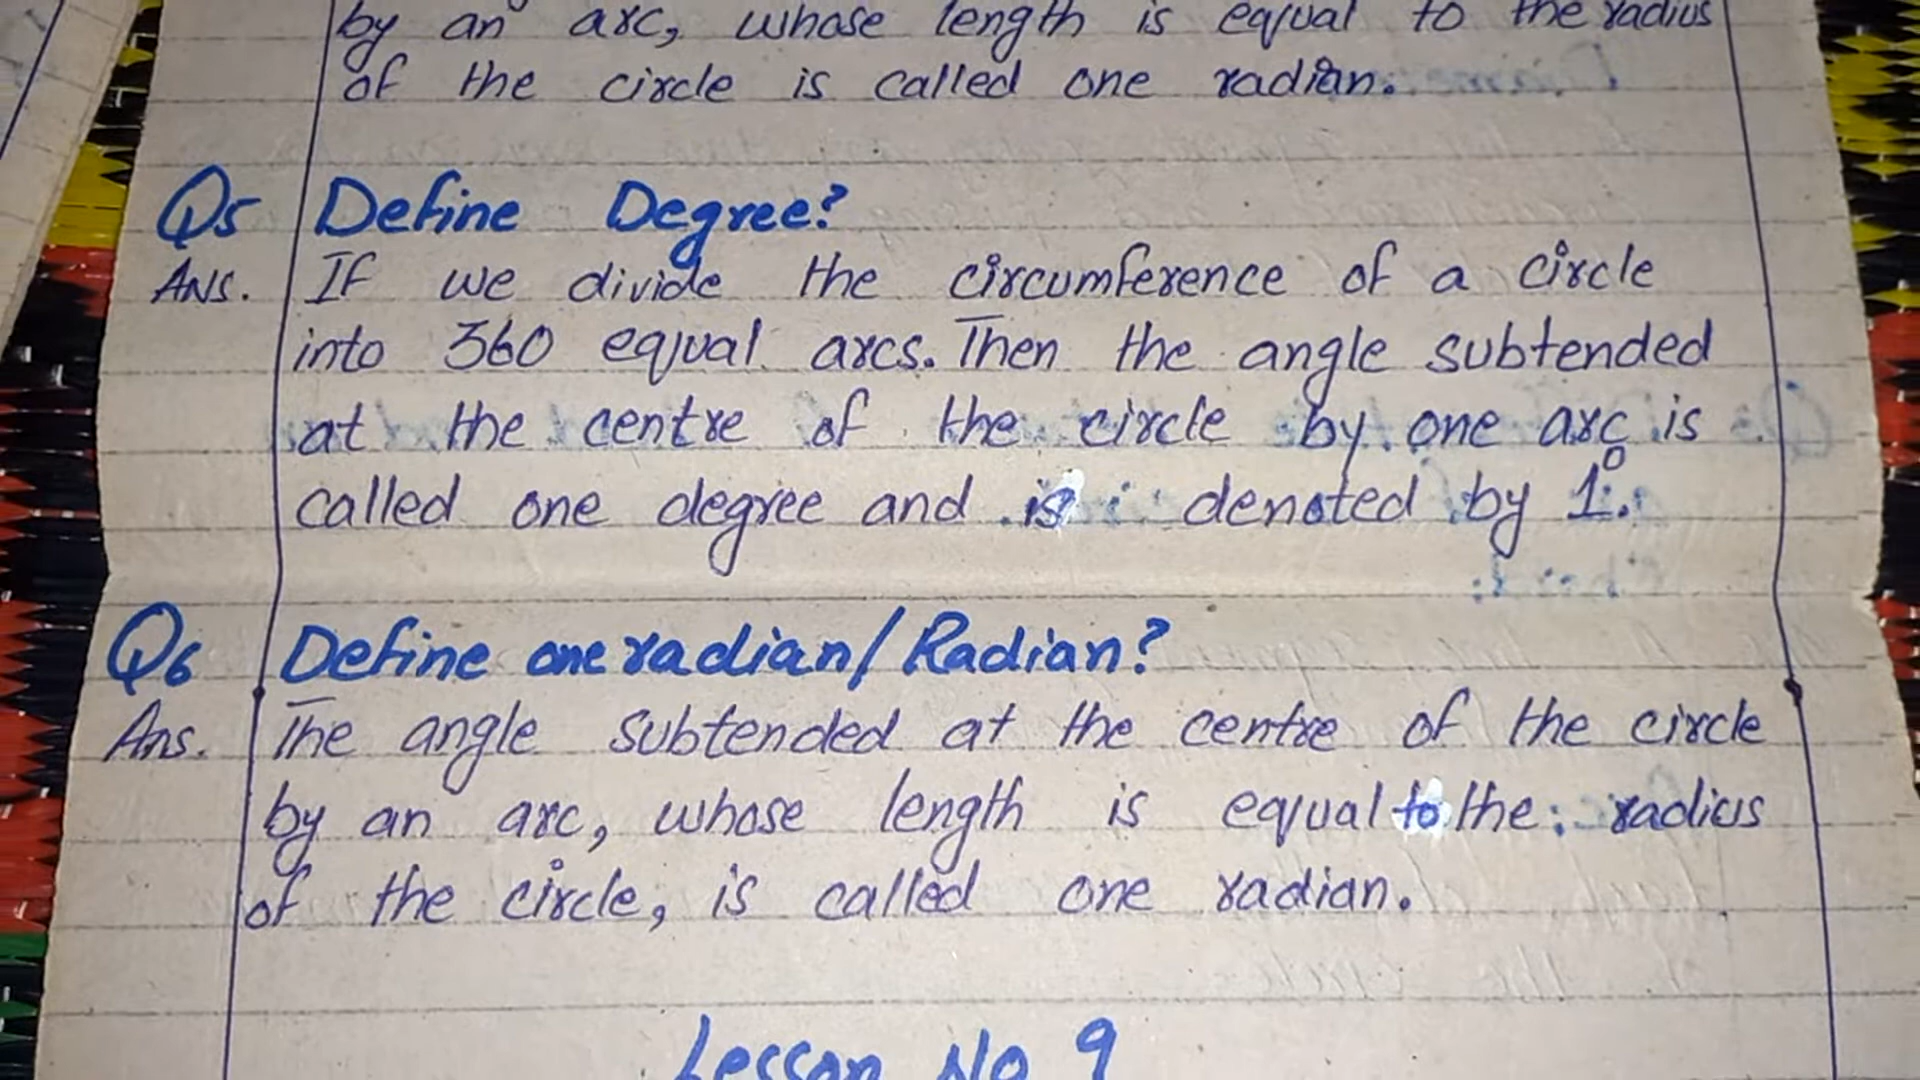 by an arc, whose length is equal to the radius
of the circle is called one radian.
Q5 Define Degree?
ANS. If we divide the circumference of a circle
into 360 equal arcs. Then the angle subtended
at the centre of the circle by one arc is
called one degree and is denoted by 1°.
Q6 Define one radian/Radian?
Ans. The angle subtended at the centre of the circle
by an arc, whose length is equal to the radius
of the circle, is called one radian.
Lesson No 9